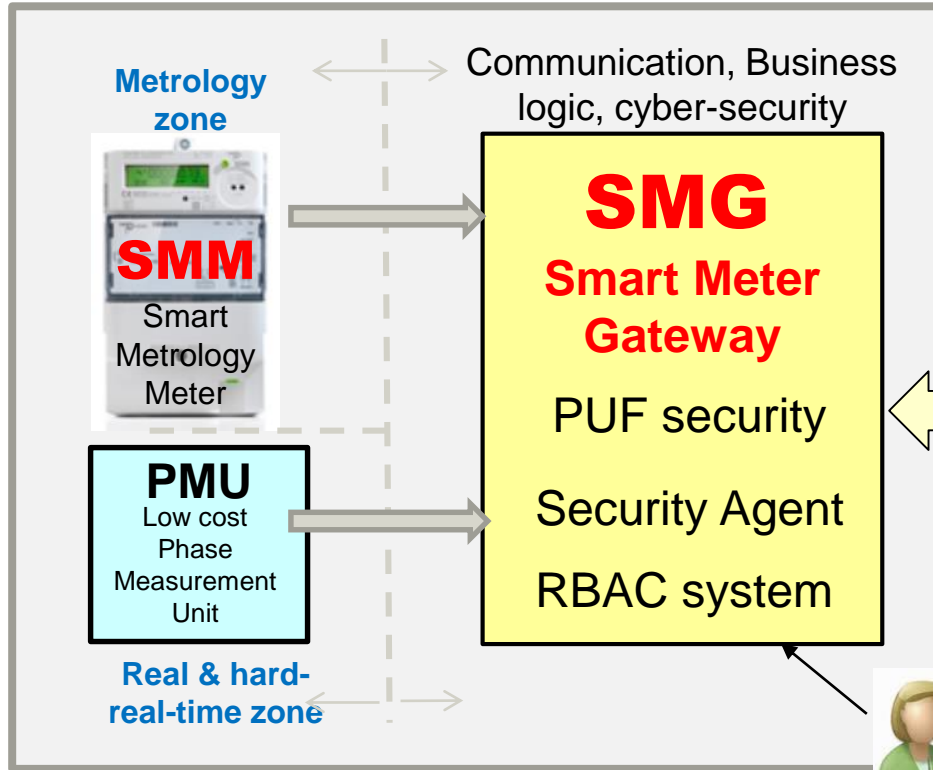 Metrology
zone
Communication, Business
logic, cyber-security
SMM
Smart
Metrology
Meter
SMG
Smart Meter
Gateway
PUF security
Security Agent
RBAC system
PMU
Low cost
Phase
Measurement
Unit
Real & hard-
real-time zone